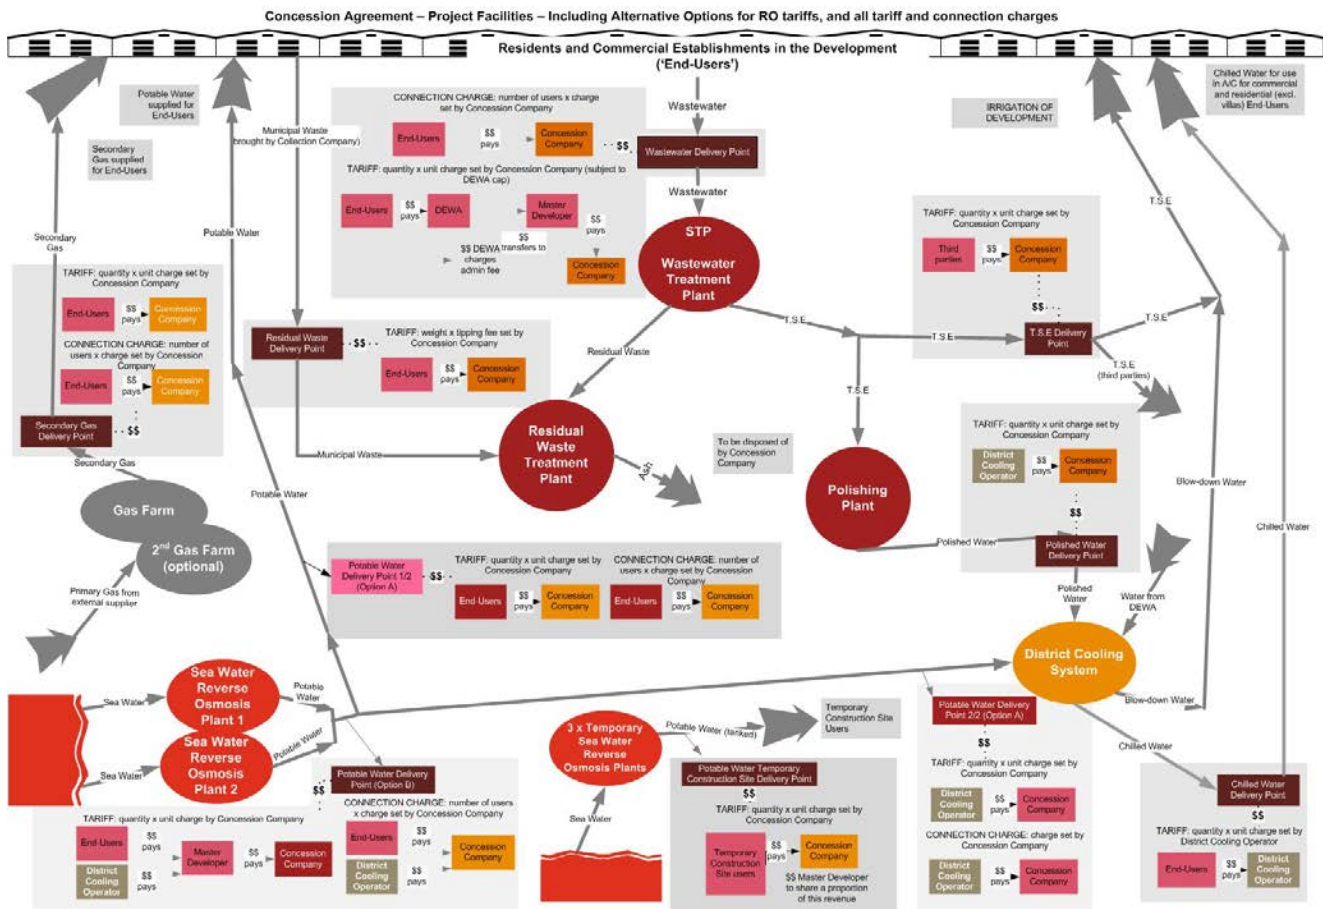 Concession Agreement – Project Facilities – Including Alternative Options for RO tariffs, and all tariff and connection charges
Residents and Commercial Establishments in the Development
('End-Users')
Potable Water
supplied for
End-Users
Secondary
Gas supplied
for End-Users
Municipal Waste
brought by Collection Company)
CONNECTION CHARGE: number of users x charge
set by Concession Company
End-Users
$$
pays
Concession
Company
$$
TARIFF: quantity x unit charge set by Concession Company (subject to
DEWA cap)
End-Users
$$
pays
DEWA
Master
Developer
$$
pays
$$
transfers to
$$ DEWA
charges
admin fee
Concession
Company
Wastewater
Wastewater Delivery Point
Wastewater
STP
Wastewater
Treatment
Plant
IRRIGATION OF
DEVELOPMENT
Chilled Water for use
in A/C for commercial
and residential (excl.
villas) End-Users
T.S.E
TARIFF: quantity x unit charge set by
Concession Company
Third
parties
$$
pays
Concession
Company
$$
T.S.E
T.S.E
T.S.E Delivery
Point
T.S.E
T.S.E
(third parties)
Secondary
Gas
Potable Water
TARIFF: quantity x unit charge set by
Concession Company
End-Users
$$
pays
Concession
Company
CONNECTION CHARGE: number of
users x charge set by Concession
Company
End-Users
$$
pays
Concession
Company
Secondary Gas
Delivery Point
$$
Secondary Gas
Gas Farm
2nd Gas Farm
(optional)
Primary Gas from
external supplier
Residual Waste
Delivery Point
$$
TARIFF: weight x tipping fee set by
Concession Company
End-Users
$$
pays
Concession
Company
Residual Waste
Municipal Waste
Residual
Waste
Treatment
Plant
Ash
To be disposed of
by Concession
Company
T.S.E
Polishing
Plant
Polished Water
TARIFF: quantity x unit charge set by
Concession Company
District
Cooling
Operator
$$
pays
Concession
Company
$$
Polished Water
Delivery Point
Polished
Water
Water from
DEWA
Blow-down Water
Chilled Water
Potable Water
Potable Water
Delivery Point 1/2
(Option A)
$$
TARIFF: quantity x unit charge set by
Concession Company
End-Users
$$
pays
Concession
Company
CONNECTION CHARGE: number of
users x charge set by Concession
Company
End-Users
$$
pays
Concession
Company
District Cooling
System
Blow-down Water
Chilled Water
Sea Water
Sea Water
Reverse
Osmosis
Plant 1
Potable
Water
Sea Water
Sea Water
Reverse
Osmosis
Plant 2
Potable Water
Potable Water Delivery
Point (Option B)
$$
TARIFF: quantity x unit charge by Concession Company
End-Users
$$
pays
District
Cooling
Operator
$$
pays
Master
Developer
$$
pays
Concession
Company
CONNECTION CHARGE: number of users
x charge set by Concession Company
End-Users
$$
pays
District
Cooling
Operator
$$
pays
Concession
Company
3 x Temporary
Sea Water
Reverse
Osmosis Plants
Sea Water
Potable Water (tanked)
Temporary
Construction Site
Users
Potable Water Temporary
Construction Site Delivery Point
$$
TARIFF: quantity x unit charge set by
Concession Company
Temporary
Construction
Site users
$$
pays
Concession
Company
$$ Master Developer
to share a proportion
of this revenue
Potable Water Delivery
Point 2/2 (Option A)
$$
TARIFF: quantity x unit charge set by
Concession Company
District
Cooling
Operator
$$
pays
Concession
Company
CONNECTION CHARGE: charge set by
Concession Company
District
Cooling
Operator
$$
pays
Concession
Company
Chilled Water
Delivery Point
$$
TARIFF: quantity x unit charge set by
District Cooling Operator
End-Users
$$
pays
District
Cooling
Operator